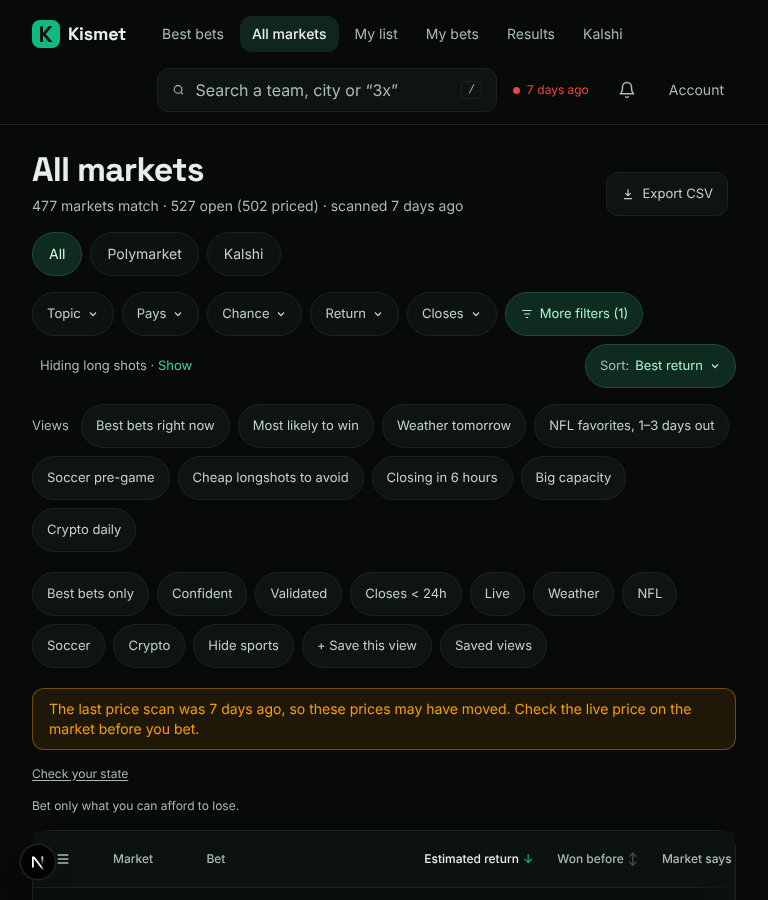 K Kismet Best bets All markets My list My bets Results Kalshi
Search a team, city or “3x” / 7 days ago Account
All markets
477 markets match · 527 open (502 priced) · scanned 7 days ago
Export CSV
All Polymarket Kalshi
Topic Pays Chance Return Closes More filters (1)
Hiding long shots · Show Sort: Best return
Views Best bets right now Most likely to win Weather tomorrow NFL favorites, 1–3 days out
Soccer pre-game Cheap longshots to avoid Closing in 6 hours Big capacity
Crypto daily
Best bets only Confident Validated Closes < 24h Live Weather NFL
Soccer Crypto Hide sports + Save this view Saved views
The last price scan was 7 days ago, so these prices may have moved. Check the live price on the
market before you bet.
Check your state
Bet only what you can afford to lose.
N Market Bet Estimated return Won before Market says